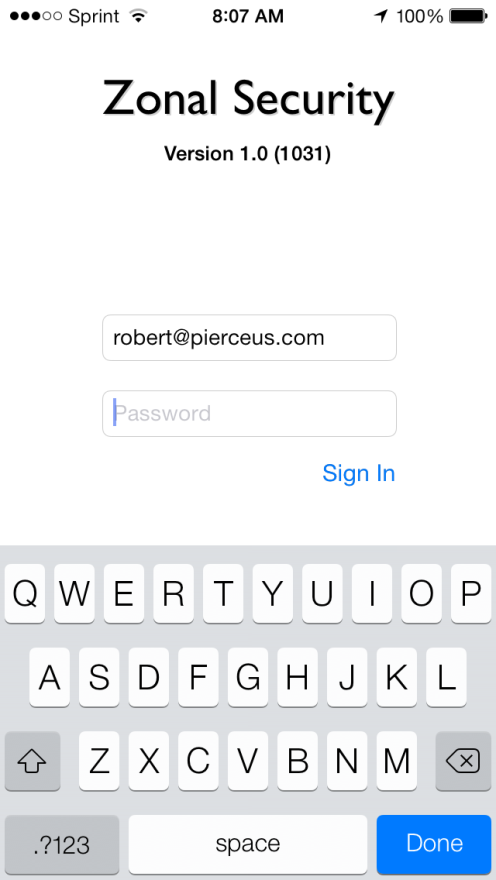 Sprint 8:07 AM 100%
Zonal Security
Version 1.0 (1031)
robert@pierceus.com
Password
Sign In
Q W E R T Y U I O P
A S D F G H J K L
Z X C V B N M
.?123 space Done